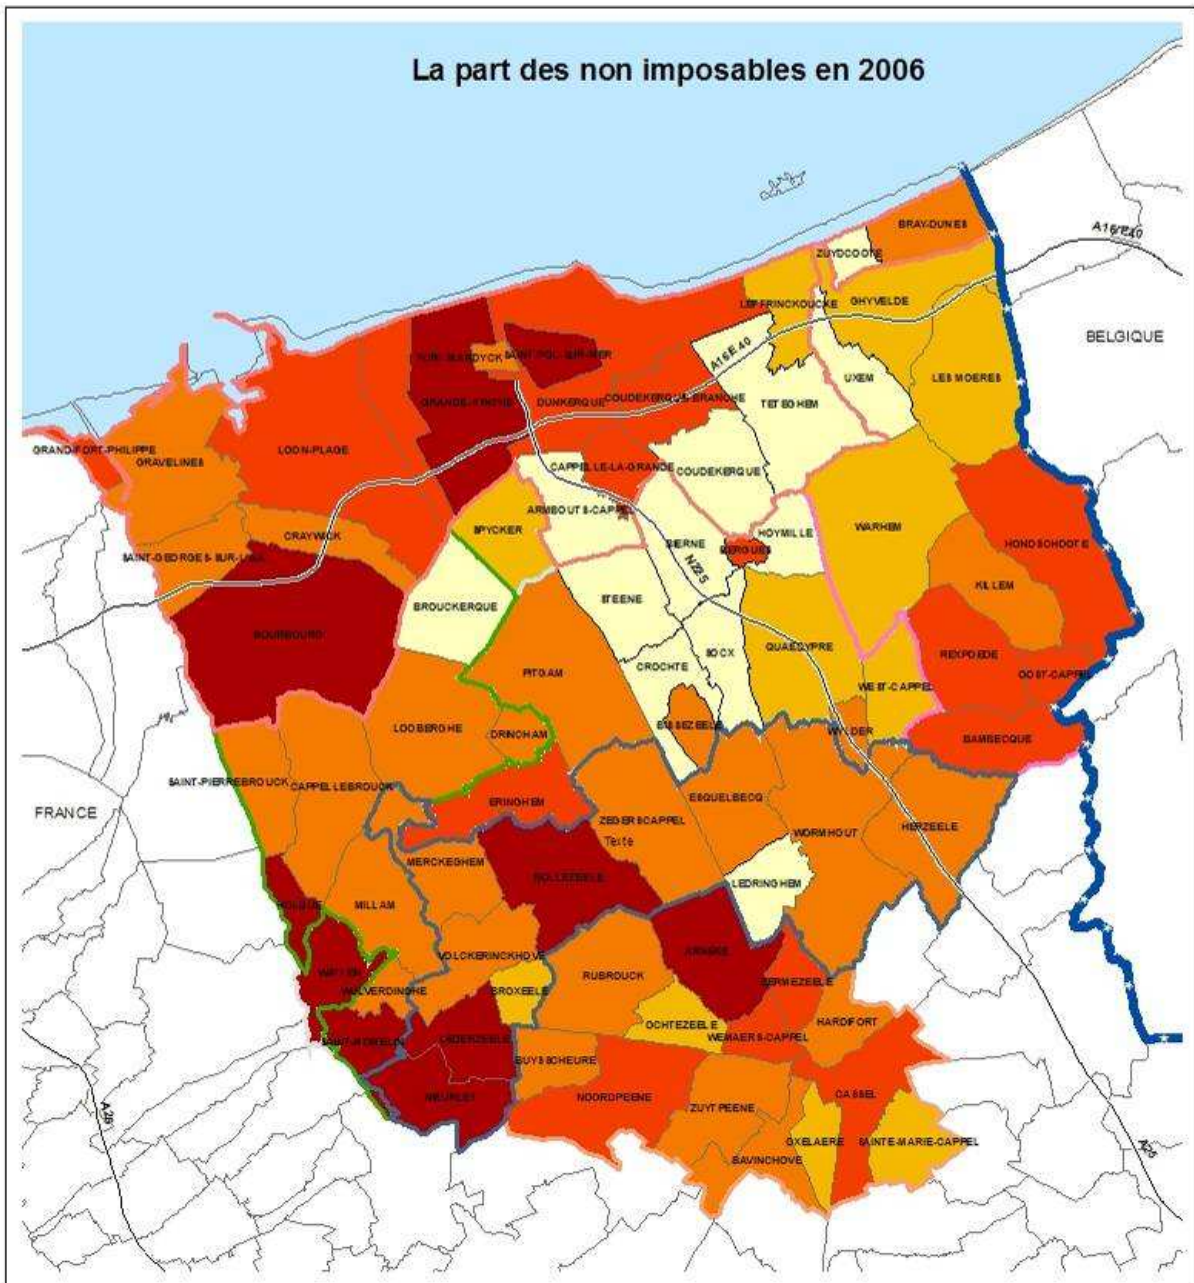 La part des non imposables en 2006
BRAY-DUNES
A16/E40
ZUYDCOOTE
LEFFRINCKOUCKE
GHYVELDE
BELGIQUE
FORT-MARDYCK
SAINT-POL-SUR-MER
A16/E40
UXEM
LES MOERES
GRANDE-SYNTHE
DUNKERQUE
COUDEKERQUE-BRANCHE
TETEGHEM
GRAND-FORT-PHILIPPE
GRAVELINES
LOON-PLAGE
CAPPELLE-LA-GRANDE
COUDEKERQUE
ARMBOUTS-CAPPEL
SPYCKER
WARHEM
HOYMILLE
CRAYWICK
BIERNE
BERGUES
HONDSCHOOTE
SAINT-GEORGES-SUR-L'AA
N225
KILLEM
BROUCKERQUE
STEENE
BOURBOURG
QUAEDYPRE
SOCX
CROCHTE
REXPOEDE
PITGAM
OOST-CAPPEL
WEST-CAPPEL
LOOBERGHE
DRINCHAM
BISSEZEELE
WYLDER
BAMBECQUE
SAINT-PIERREBROUCK
CAPPELLEBROUCK
ERINGHEM
ESQUELBECQ
FRANCE
ZEGERSCAPPEL
WORMHOUT
HERZEELE
Texte
MERCKEGHEM
BOLLEZEELE
LEDRINGHEM
HOLQUE
MILLAM
VOLCKERINCKHOVE
ARNEKE
WATTEN
RUBROUCK
ZERMEZEELE
WULVERDINGHE
BROXEELE
OCHTEZEELE
HARDIFORT
WEMAERS-CAPPEL
SAINT-MOMELIN
LEDERZEELE
BUYSSCHEURE
NIEURLET
NOORDPEENE
CASSEL
ZUYTPEENE
OXELAERE
SAINTE-MARIE-CAPPEL
BAVINCHOVE
A26
A25